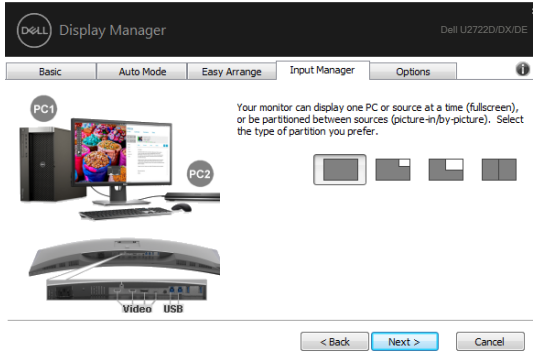 DELL Display Manager
Dell U2722D/DX/DE
Basic Auto Mode Easy Arrange Input Manager Options
PC1
Your monitor can display one PC or source at a time (fullscreen),
or be partitioned between sources (picture-in/by-picture). Select
the type of partition you prefer.
PC2
Video USB
< Back Next > Cancel